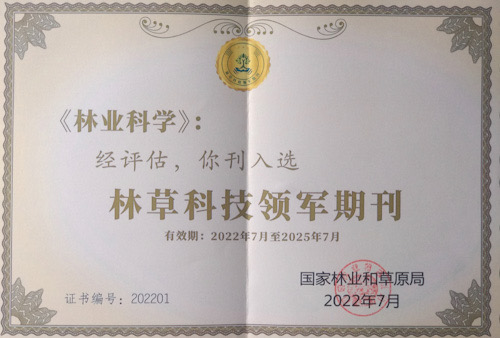 《林业科学》：
经评估，你刊入选
林草科技领军期刊
有效期：2022年7月至2025年7月
国家林业和草原局
2022年7月
证书编号：202201